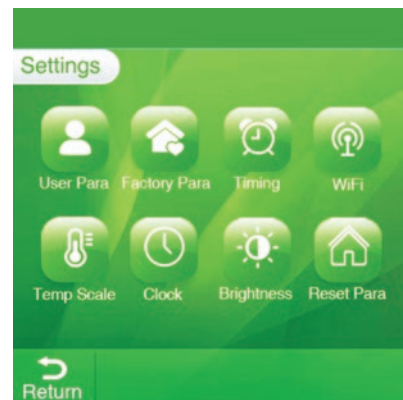 Settings
User Para Factory Para Timing WiFi
Temp Scale Clock Brightness Reset Para
Return